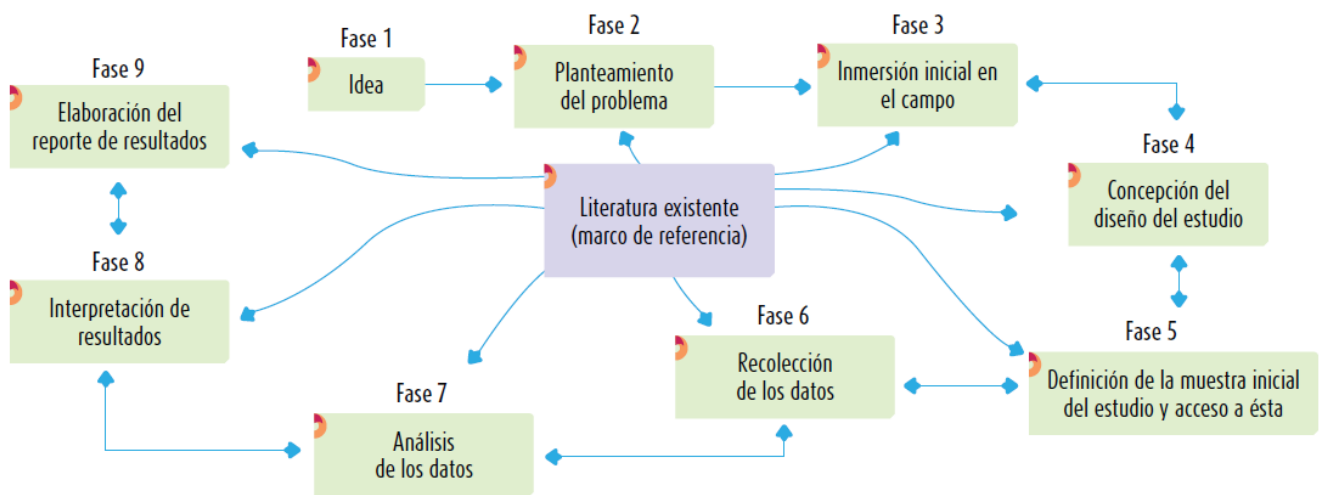 Fase 1
Idea
Fase 2
Planteamiento
del problema
Fase 3
Inmersión inicial en
el campo
Fase 4
Concepción del
diseño del estudio
Fase 5
Definición de la muestra inicial
del estudio y acceso a ésta
Fase 6
Recolección
de los datos
Fase 7
Análisis
de los datos
Fase 8
Interpretación de
resultados
Fase 9
Elaboración del
reporte de resultados
Literatura existente
(marco de referencia)